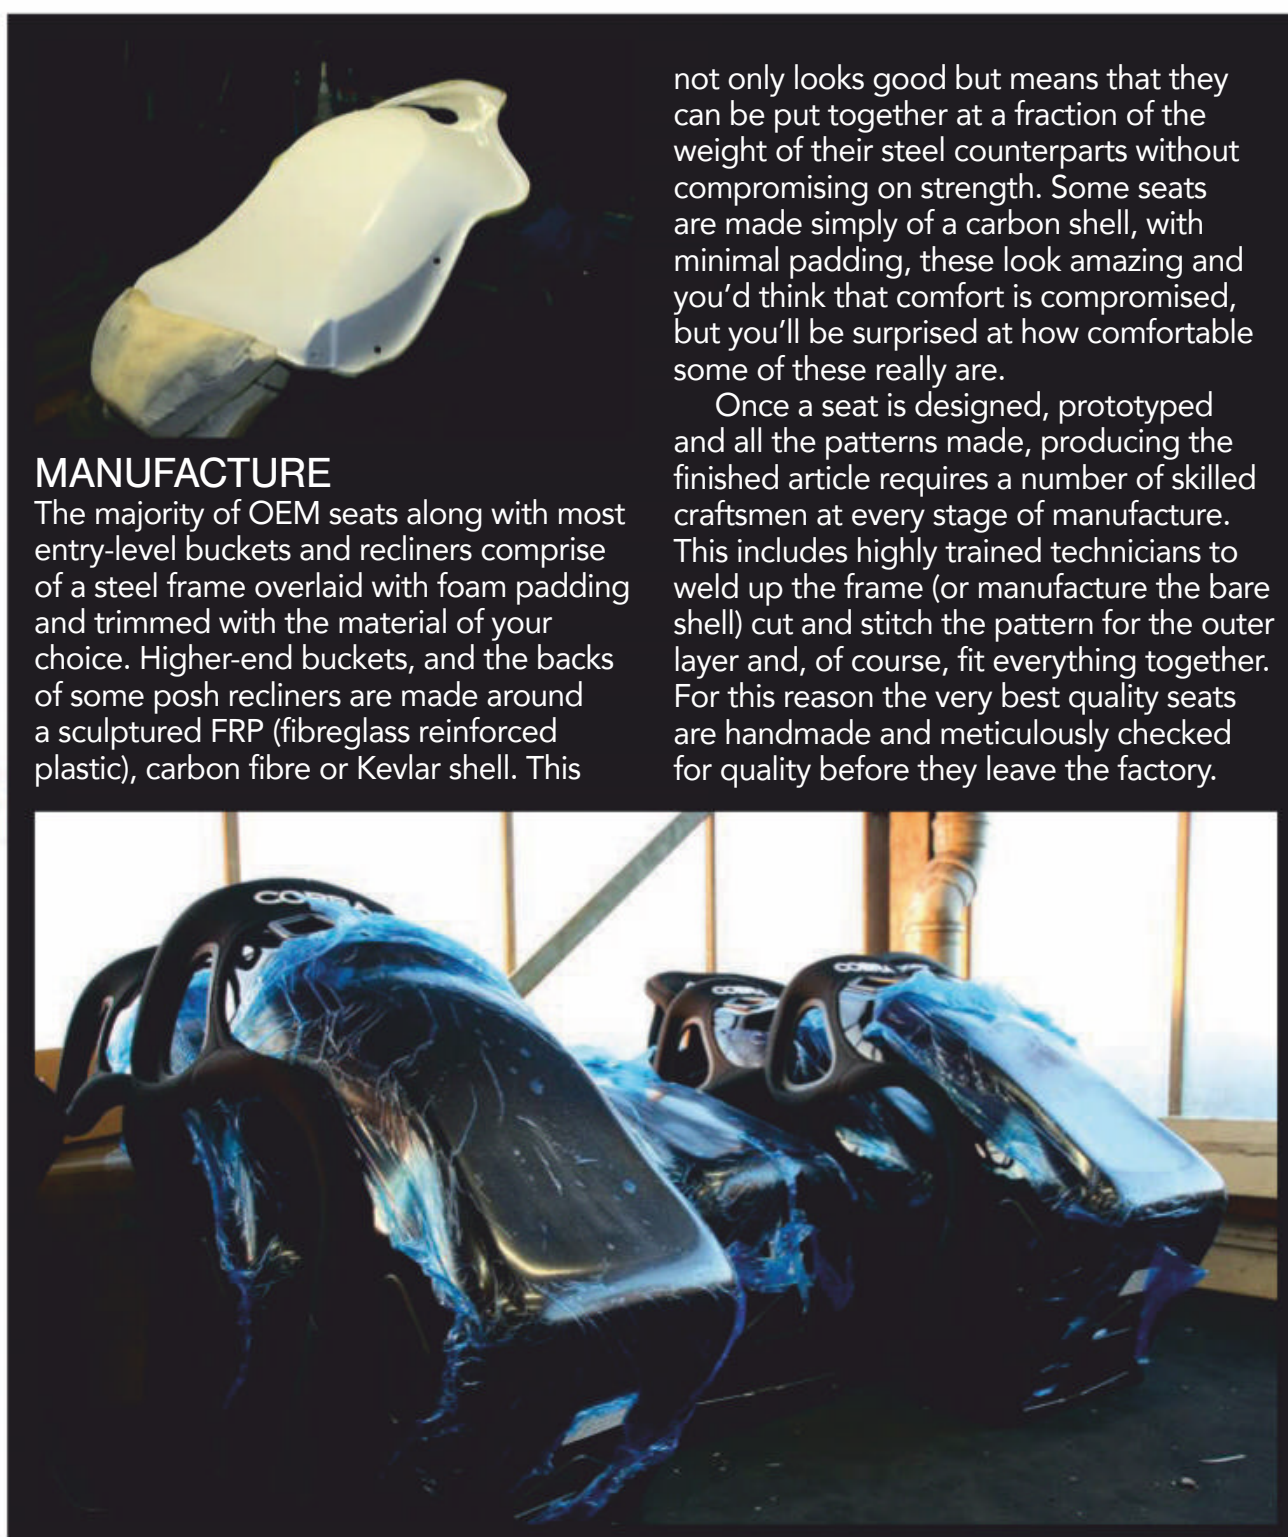 MANUFACTURE
The majority of OEM seats along with most
entry-level buckets and recliners comprise
of a steel frame overlaid with foam padding
and trimmed with the material of your
choice. Higher-end buckets, and the backs
of some posh recliners are made around
a sculptured FRP (fibreglass reinforced
plastic), carbon fibre or Kevlar shell. This
not only looks good but means that they
can be put together at a fraction of the
weight of their steel counterparts without
compromising on strength. Some seats
are made simply of a carbon shell, with
minimal padding, these look amazing and
you’d think that comfort is compromised,
but you’ll be surprised at how comfortable
some of these really are.
Once a seat is designed, prototyped
and all the patterns made, producing the
finished article requires a number of skilled
craftsmen at every stage of manufacture.
This includes highly trained technicians to
weld up the frame (or manufacture the bare
shell) cut and stitch the pattern for the outer
layer and, of course, fit everything together.
For this reason the very best quality seats
are handmade and meticulously checked
for quality before they leave the factory.
COBRA
COBRA
COBRA